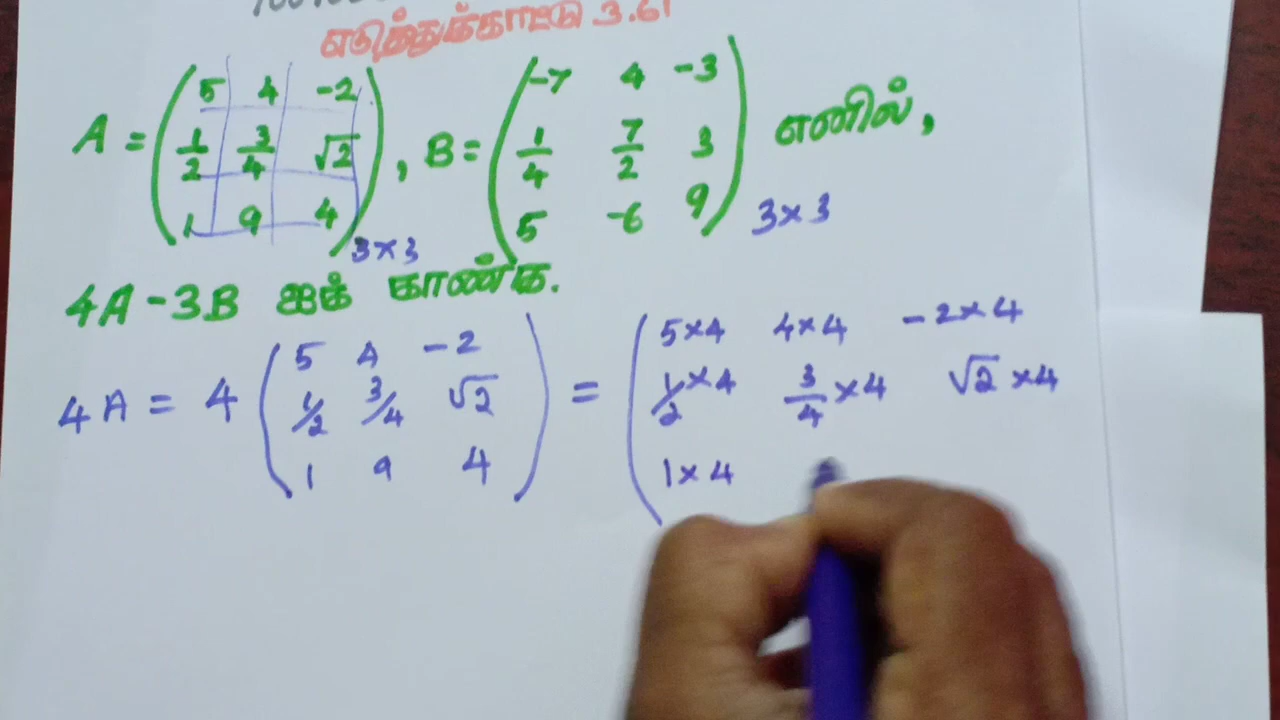 எடுத்துக்காட்டு 3.61
A = ( 5 4 -2
1/2 3/4 √2
1 9 4 ) 3×3 , B = ( -7 4 -3
1/4 7/2 3
5 -6 9 ) 3×3 எனில்,
4A-3B ஐக் காண்க.
4A = 4 ( 5 4 -2
1/2 3/4 √2
1 9 4 ) = ( 5×4 4×4 -2×4
1/2×4 3/4×4 √2×4
1×4